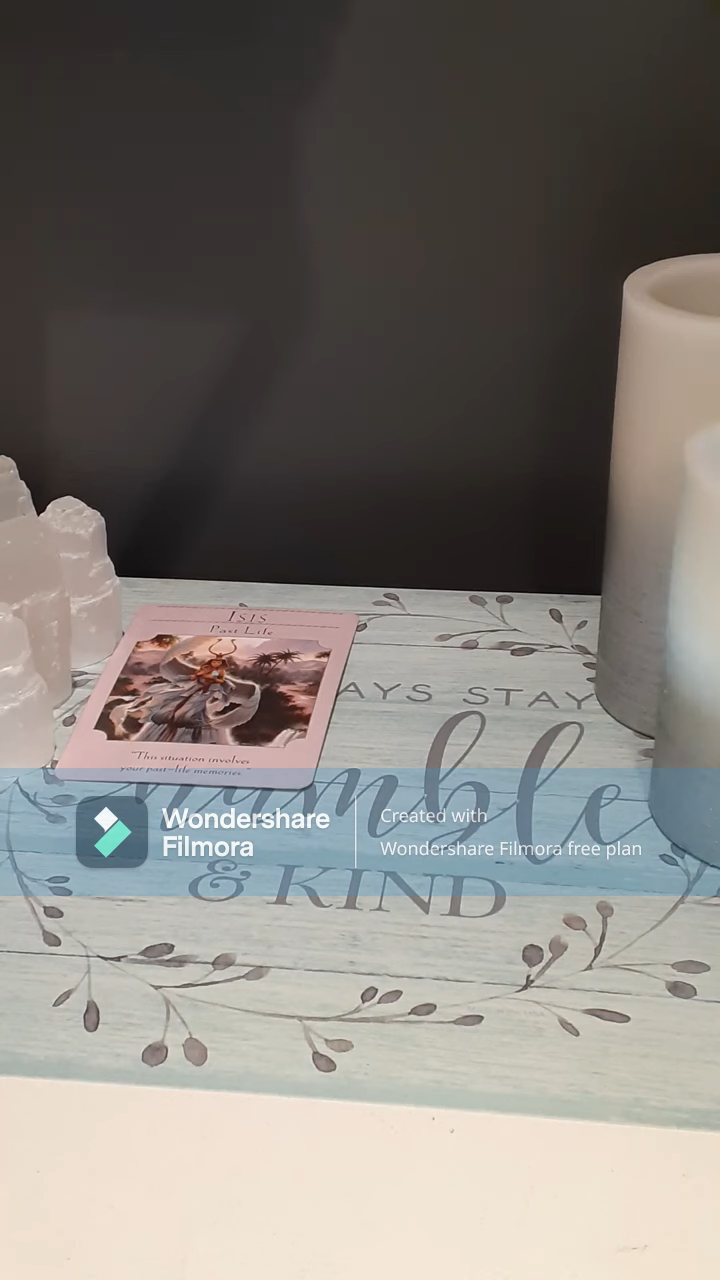 ISIS
Past Life
"This situation involves
your past-life memories"
AYS STAY
humble
& KIND
Wondershare
Filmora
Created with
Wondershare Filmora free plan